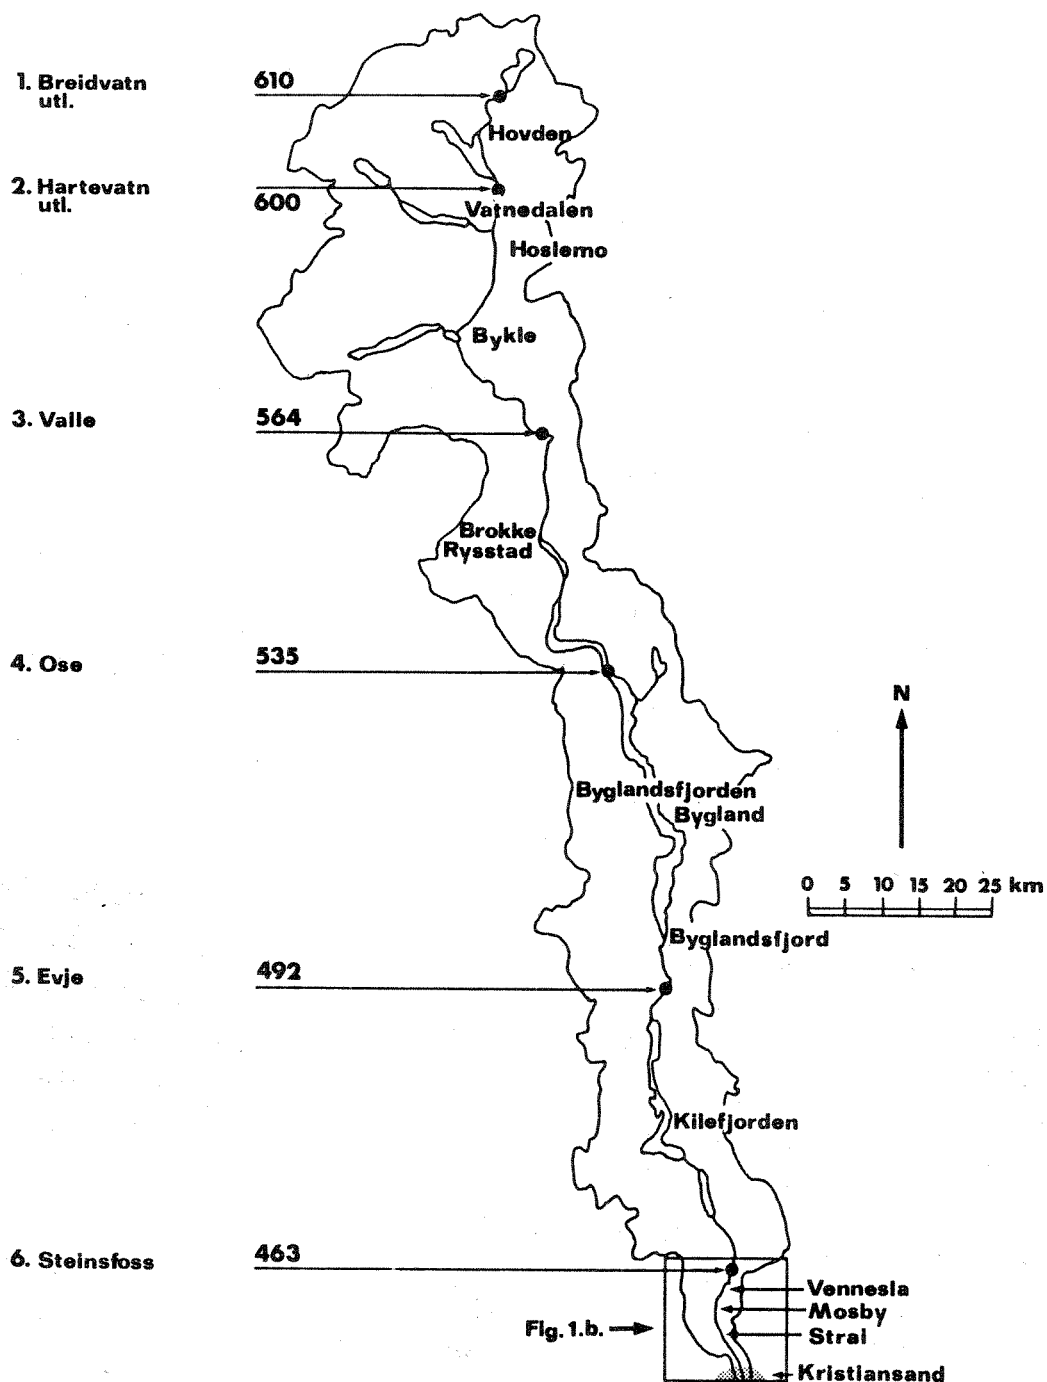 1. Breidvatn
utl.
610
Hovden
2. Hartevatn
utl.
600
Vatnedalen
Hoslemo
Bykle
3. Valle
564
Brokke
Rysstad
4. Ose
535
N
Byglandsfjorden
Bygland
0 5 10 15 20 25 km
Byglandsfjord
5. Evje
492
Kilefjorden
6. Steinsfoss
463
Vennesla
Mosby
Fig. 1.b.
Strai
Kristiansand